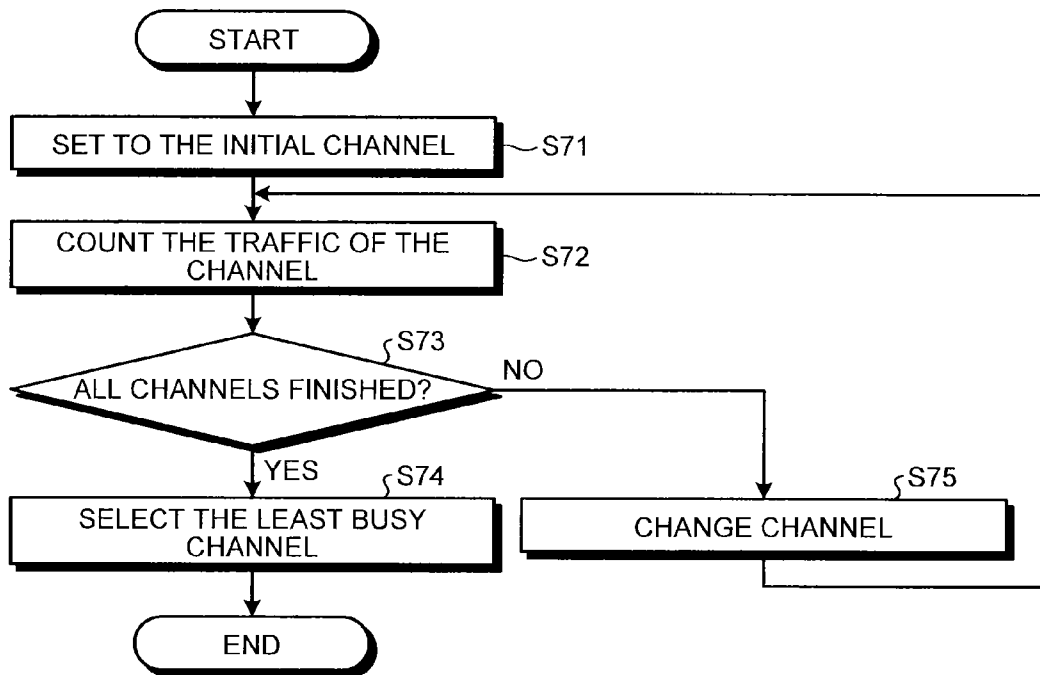 START
SET TO THE INITIAL CHANNEL
S71
COUNT THE TRAFFIC OF THE
CHANNEL
S72
S73
ALL CHANNELS FINISHED?
NO
YES
S74
SELECT THE LEAST BUSY
CHANNEL
S75
CHANGE CHANNEL
END